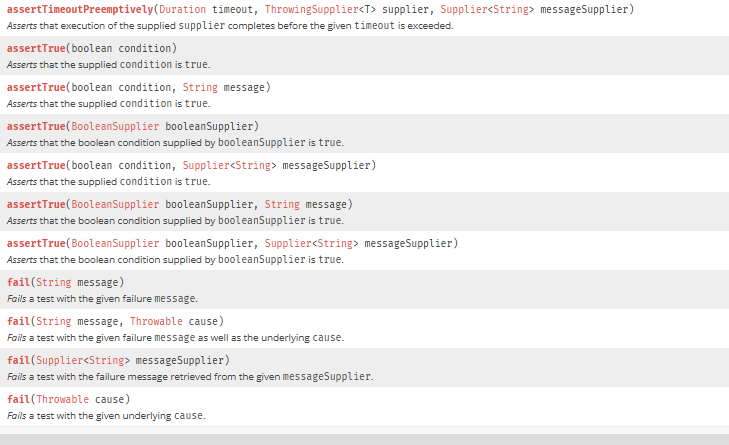 assertTimeoutPreemptively(Duration timeout, ThrowingSupplier<T> supplier, Supplier<String> messageSupplier)
Asserts that execution of the supplied supplier completes before the given timeout is exceeded.
assertTrue(boolean condition)
Asserts that the supplied condition is true.
assertTrue(boolean condition, String message)
Asserts that the supplied condition is true.
assertTrue(BooleanSupplier booleanSupplier)
Asserts that the boolean condition supplied by booleanSupplier is true.
assertTrue(boolean condition, Supplier<String> messageSupplier)
Asserts that the supplied condition is true.
assertTrue(BooleanSupplier booleanSupplier, String message)
Asserts that the boolean condition supplied by booleanSupplier is true.
assertTrue(BooleanSupplier booleanSupplier, Supplier<String> messageSupplier)
Asserts that the boolean condition supplied by booleanSupplier is true.
fail(String message)
Fails a test with the given failure message.
fail(String message, Throwable cause)
Fails a test with the given failure message as well as the underlying cause.
fail(Supplier<String> messageSupplier)
Fails a test with the failure message retrieved from the given messageSupplier.
fail(Throwable cause)
Fails a test with the given underlying cause.